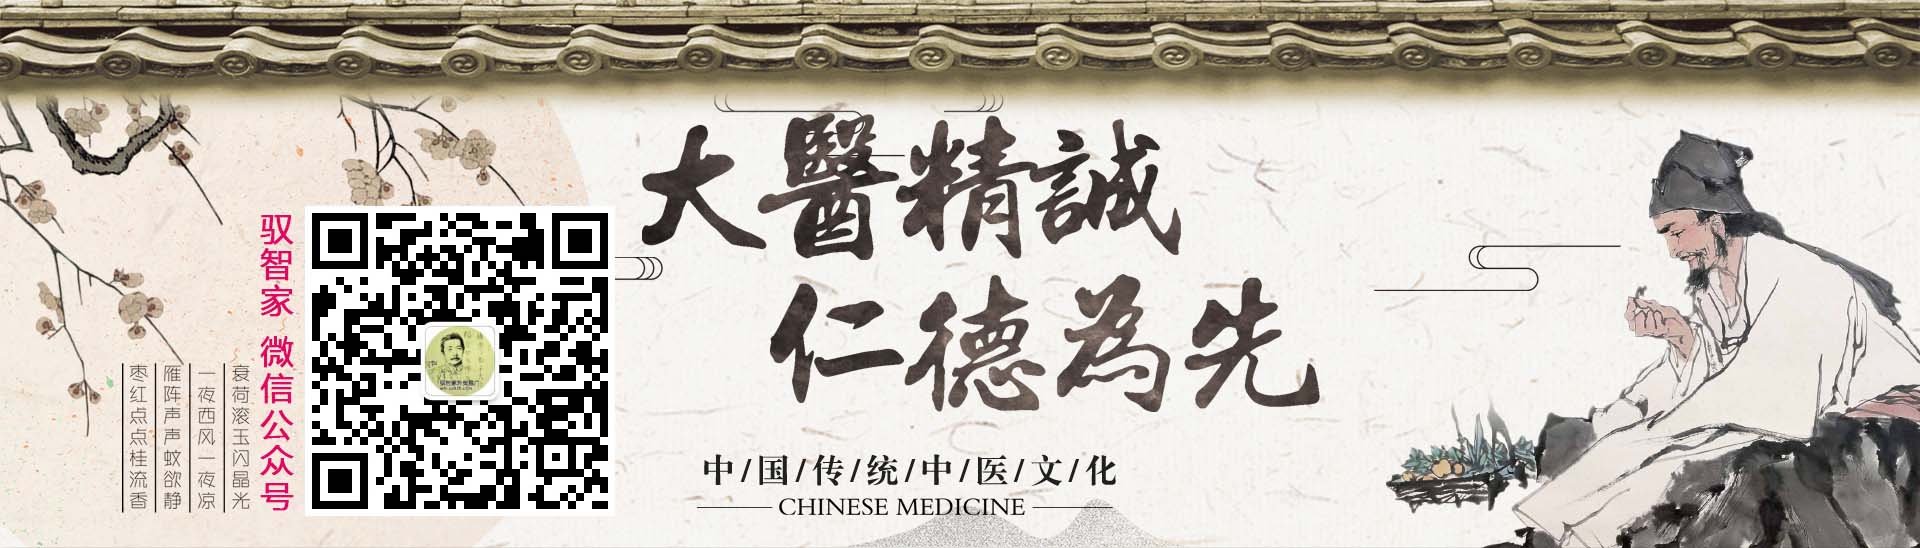 大醫精誠
仁德為先
中/国/传/统/中/医/文/化
CHINESE MEDICINE
驭智家 微信公众号
衰荷滚玉闪晶光
一夜西风一夜凉
雁阵声声蚊欲静
枣红点点桂流香